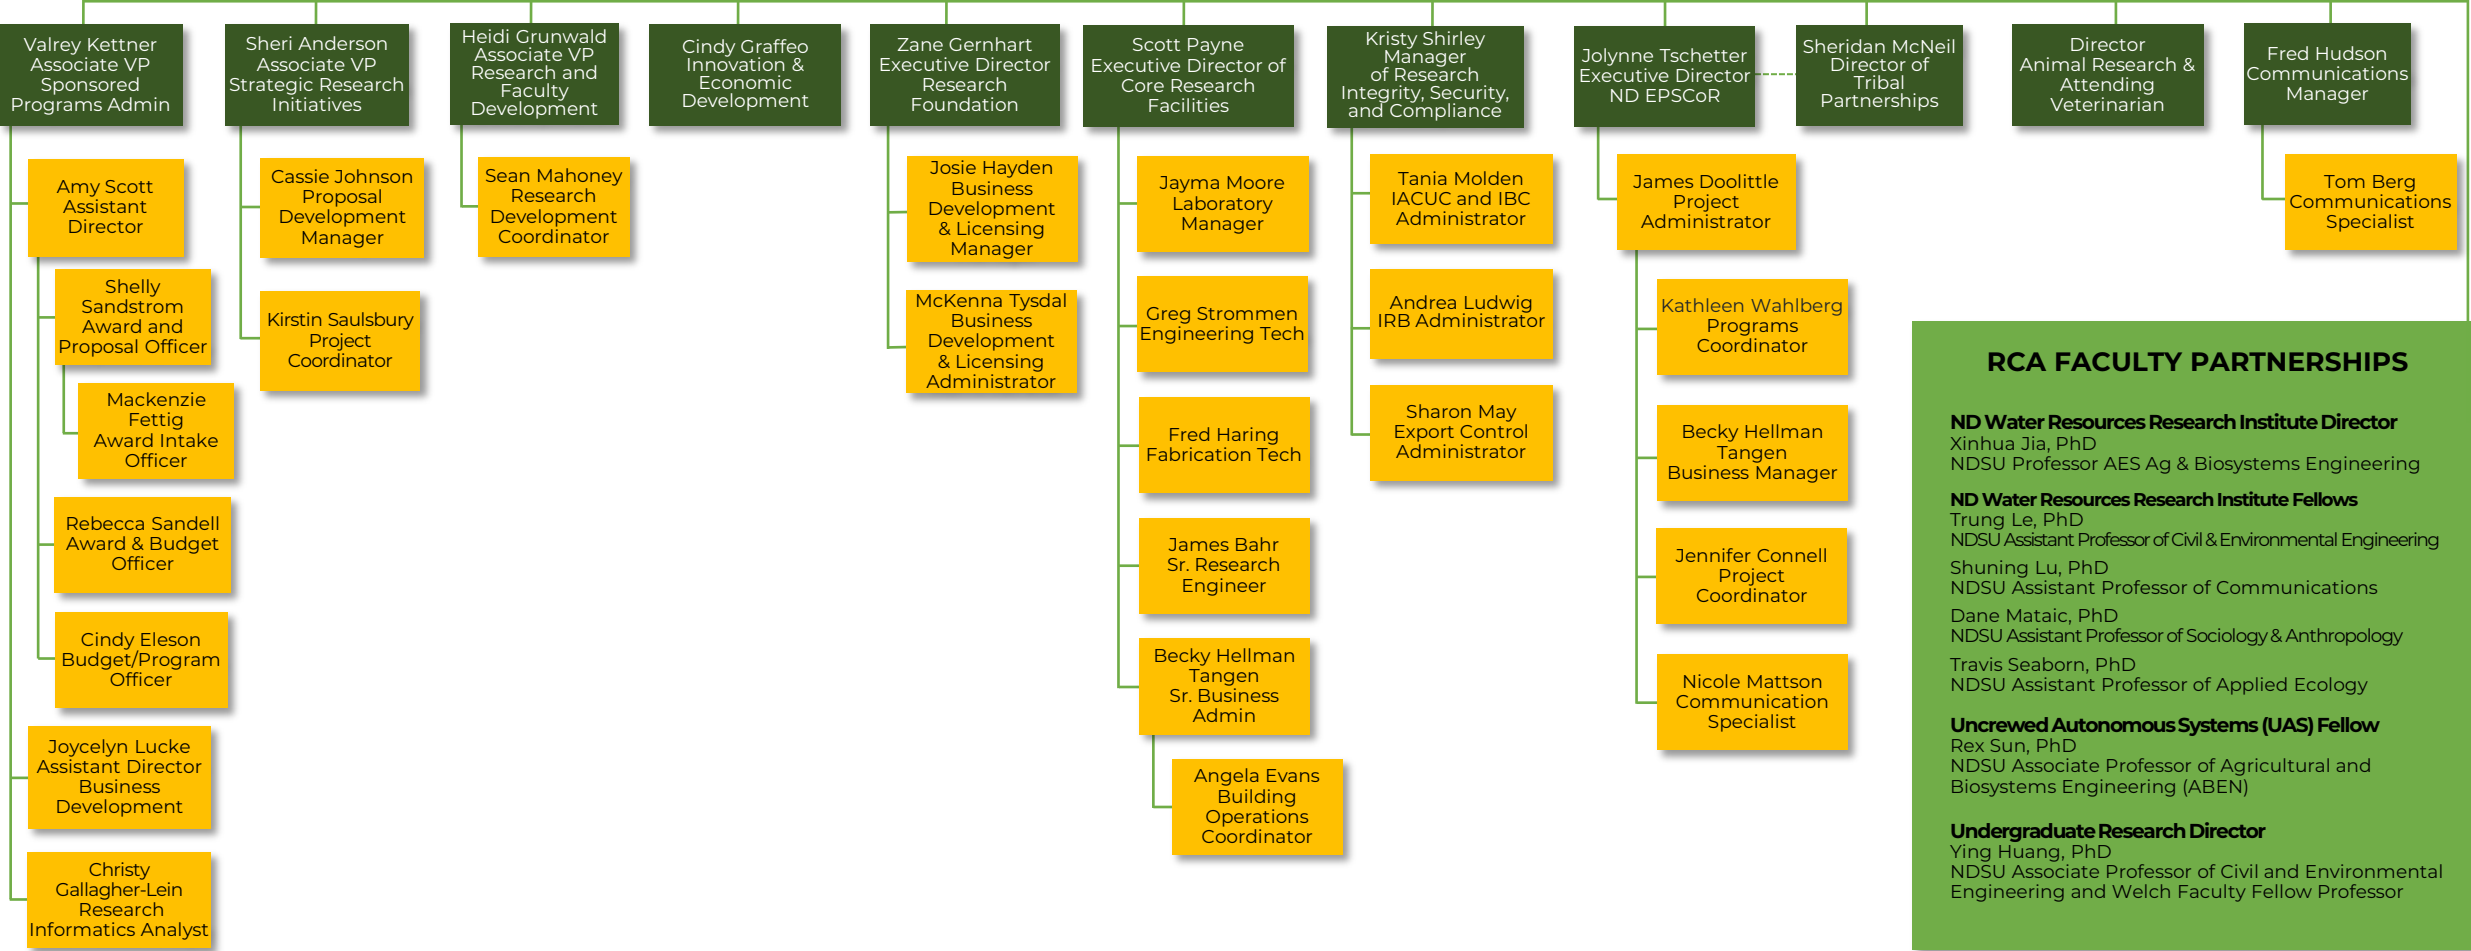 Valrey Kettner
Associate VP
Sponsored
Programs Admin
Sheri Anderson
Associate VP
Strategic Research
Initiatives
Heidi Grunwald
Associate VP
Research and
Faculty
Development
Cindy Graffeo
Innovation &
Economic
Development
Zane Gernhart
Executive Director
Research
Foundation
Scott Payne
Executive Director of
Core Research
Facilities
Kristy Shirley
Manager
of Research
Integrity, Security,
and Compliance
Jolynne Tschetter
Executive Director
ND EPSCoR
Sheridan McNeil
Director of
Tribal
Partnerships
Director
Animal Research &
Attending
Veterinarian
Fred Hudson
Communications
Manager
Amy Scott
Assistant
Director
Shelly
Sandstrom
Award and
Proposal Officer
Mackenzie
Fettig
Award Intake
Officer
Rebecca Sandell
Award & Budget
Officer
Cindy Eleson
Budget/Program
Officer
Joycelyn Lucke
Assistant Director
Business
Development
Christy
Gallagher-Lein
Research
Informatics Analyst
Cassie Johnson
Proposal
Development
Manager
Kirstin Saulsbury
Project
Coordinator
Sean Mahoney
Research
Development
Coordinator
Josie Hayden
Business
Development
& Licensing
Manager
McKenna Tysdal
Business
Development
& Licensing
Administrator
Jayma Moore
Laboratory
Manager
Greg Strommen
Engineering Tech
Fred Haring
Fabrication Tech
James Bahr
Sr. Research
Engineer
Becky Hellman
Tangen
Sr. Business
Admin
Angela Evans
Building
Operations
Coordinator
Tania Molden
IACUC and IBC
Administrator
Andrea Ludwig
IRB Administrator
Sharon May
Export Control
Administrator
James Doolittle
Project
Administrator
Kathleen Wahlberg
Programs
Coordinator
Becky Hellman
Tangen
Business Manager
Jennifer Connell
Project
Coordinator
Nicole Mattson
Communication
Specialist
Tom Berg
Communications
Specialist
RCA FACULTY PARTNERSHIPS
ND Water Resources Research Institute Director
Xinhua Jia, PhD
NDSU Professor AES Ag & Biosystems Engineering
ND Water Resources Research Institute Fellows
Trung Le, PhD
NDSU Assistant Professor of Civil & Environmental Engineering
Shuning Lu, PhD
NDSU Assistant Professor of Communications
Dane Mataic, PhD
NDSU Assistant Professor of Sociology & Anthropology
Travis Seaborn, PhD
NDSU Assistant Professor of Applied Ecology
Uncrewed Autonomous Systems (UAS) Fellow
Rex Sun, PhD
NDSU Associate Professor of Agricultural and
Biosystems Engineering (ABEN)
Undergraduate Research Director
Ying Huang, PhD
NDSU Associate Professor of Civil and Environmental
Engineering and Welch Faculty Fellow Professor